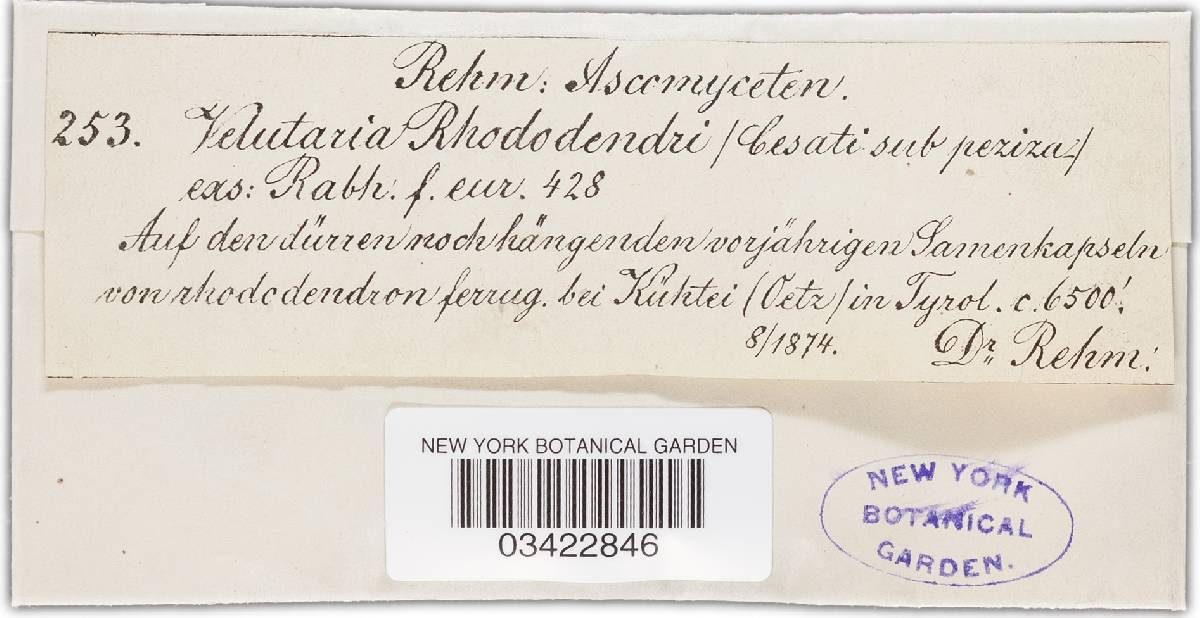 Rehm: Ascomyceten.
253. Velutaria Rhododendri /Cesati sub peziza/
exs: Rabh. f. eur. 428
Auf den dürren noch hängenden vorjährigen Samenkapseln
von rhododendron ferrug. bei Kühtei (Oetz/ in Tyrol. c. 6500'.
8/1874. Dr. Rehm.
NEW YORK BOTANICAL GARDEN
03422846
NEW YORK
BOTANICAL
GARDEN.